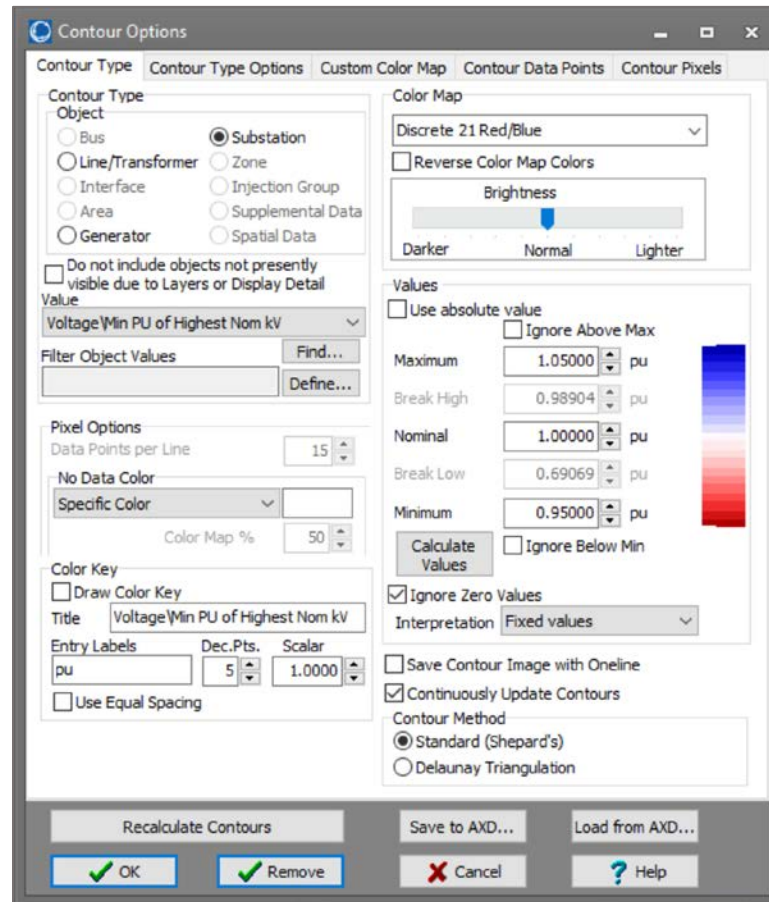 Contour Options
Contour Type
Contour Type Options
Custom Color Map
Contour Data Points
Contour Pixels
Contour Type
Object
Bus
Substation
Line/Transformer
Zone
Interface
Injection Group
Area
Supplemental Data
Generator
Spatial Data
Do not include objects not presently
visible due to Layers or Display Detail
Value
Voltage\Min PU of Highest Nom kV
Filter Object Values
Find...
Define...
Pixel Options
Data Points per Line
15
No Data Color
Specific Color
Color Map %
50
Color Key
Draw Color Key
Title
Voltage\Min PU of Highest Nom kV
Entry Labels
Dec.Pts.
Scalar
pu
5
1.0000
Use Equal Spacing
Color Map
Discrete 21 Red/Blue
Reverse Color Map Colors
Brightness
Darker
Normal
Lighter
Values
Use absolute value
Ignore Above Max
Maximum
1.05000
pu
Break High
0.98904
pu
Nominal
1.00000
pu
Break Low
0.69069
pu
Minimum
0.95000
pu
Calculate
Values
Ignore Below Min
Ignore Zero Values
Interpretation
Fixed values
Save Contour Image with Oneline
Continuously Update Contours
Contour Method
Standard (Shepard's)
Delaunay Triangulation
Recalculate Contours
Save to AXD...
Load from AXD...
OK
Remove
Cancel
? Help